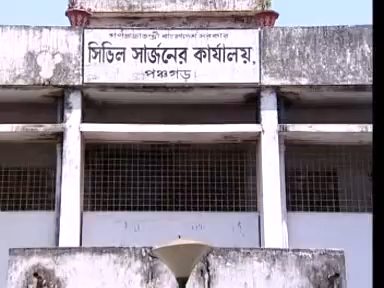 গণপ্রজাতন্ত্রী বাংলাদেশ সরকার
সিভিল সার্জনের কার্যালয়,
পঞ্চগড়।